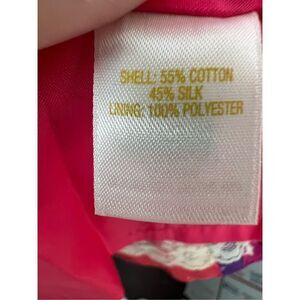 SHELL: 55% COTTON
45% SILK
LINING: 100% POLYESTER